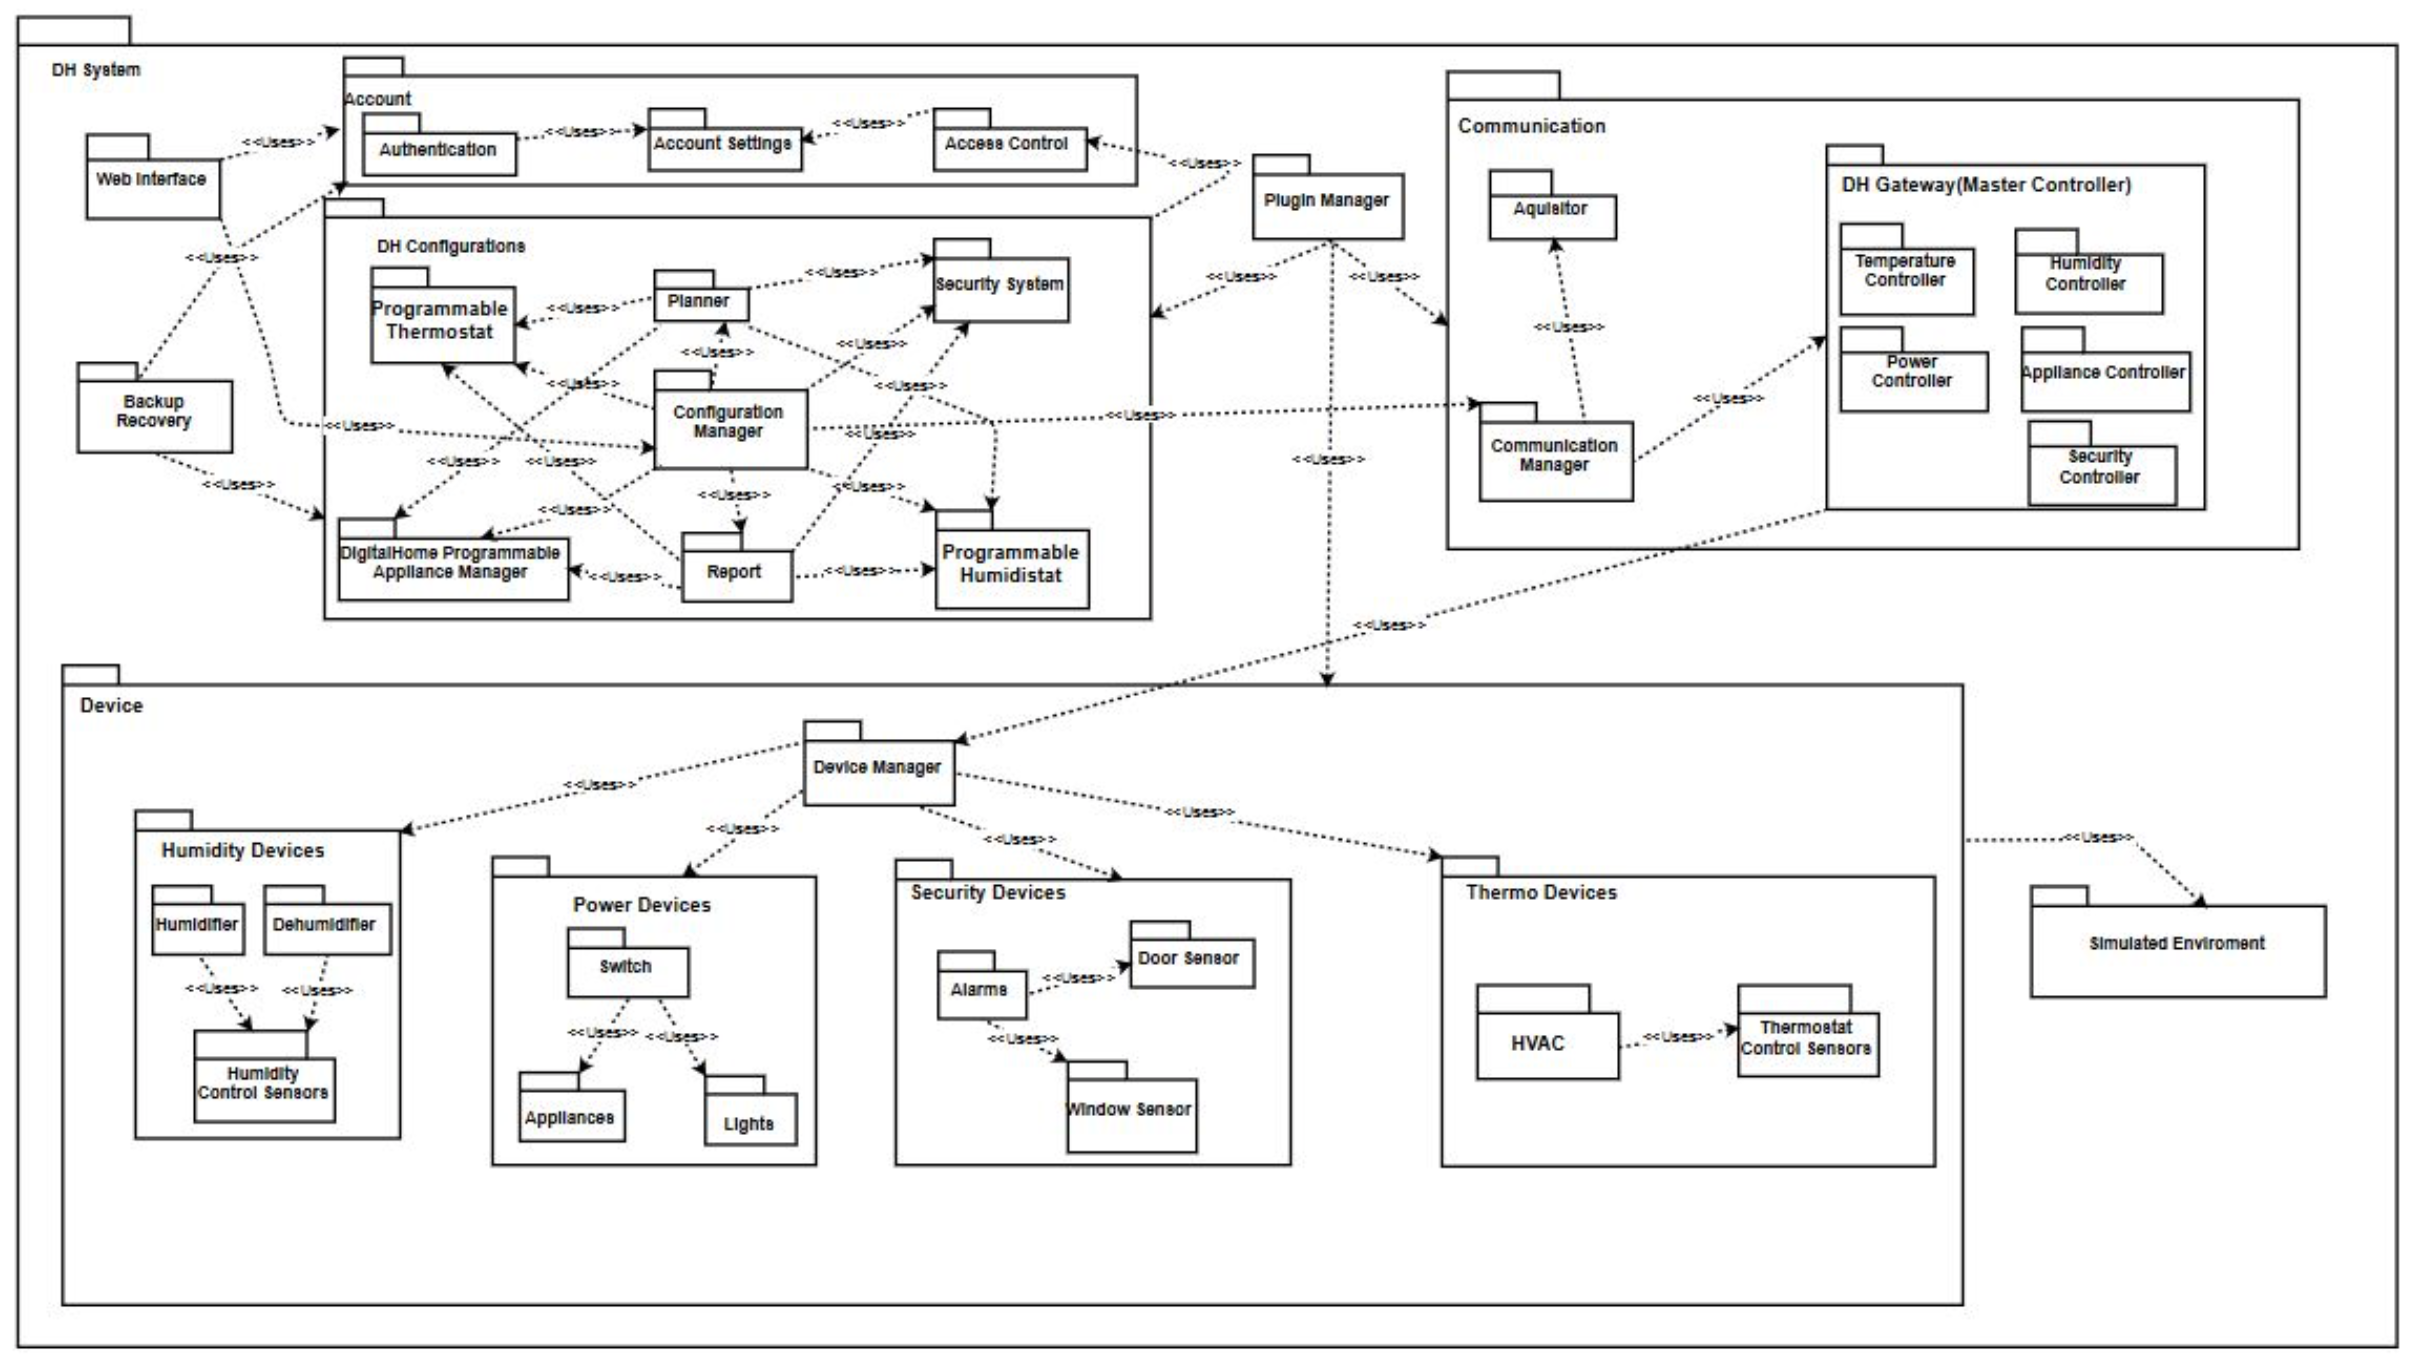 DH System
Account
Authentication
<<Uses>>
Account Settings
<<Uses>>
Access Control
<<Uses>>
Web Interface
<<Uses>>
<<Uses>>
Backup
Recovery
<<Uses>>
PlugIn Manager
<<Uses>>
<<Uses>>
<<Uses>>
<<Uses>>
DH Configurations
Programmable
Thermostat
<<Uses>>
Planner
<<Uses>>
Security System
<<Uses>>
<<Uses>>
<<Uses>>
<<Uses>>
Configuration
Manager
<<Uses>>
<<Uses>>
<<Uses>>
<<Uses>>
<<Uses>>
<<Uses>>
<<Uses>>
<<Uses>>
DigitalHome Programmable
Appliance Manager
<<Uses>>
Report
<<Uses>>
Programmable
Humidistat
Communication
Aquisitor
<<Uses>>
Communication
Manager
<<Uses>>
DH Gateway(Master Controller)
Temperature
Controller
Humidity
Controller
Power
Controller
Appliance Controller
Security
Controller
<<Uses>>
Device
Device Manager
<<Uses>>
<<Uses>>
<<Uses>>
<<Uses>>
Humidity Devices
Humidifier
Dehumidifier
<<Uses>>
<<Uses>>
Humidity
Control Sensors
Power Devices
Switch
<<Uses>>
<<Uses>>
Appliances
Lights
Security Devices
Alarms
<<Uses>>
Door Sensor
<<Uses>>
Window Sensor
Thermo Devices
HVAC
<<Uses>>
Thermostat
Control Sensors
<<Uses>>
Simulated Enviroment